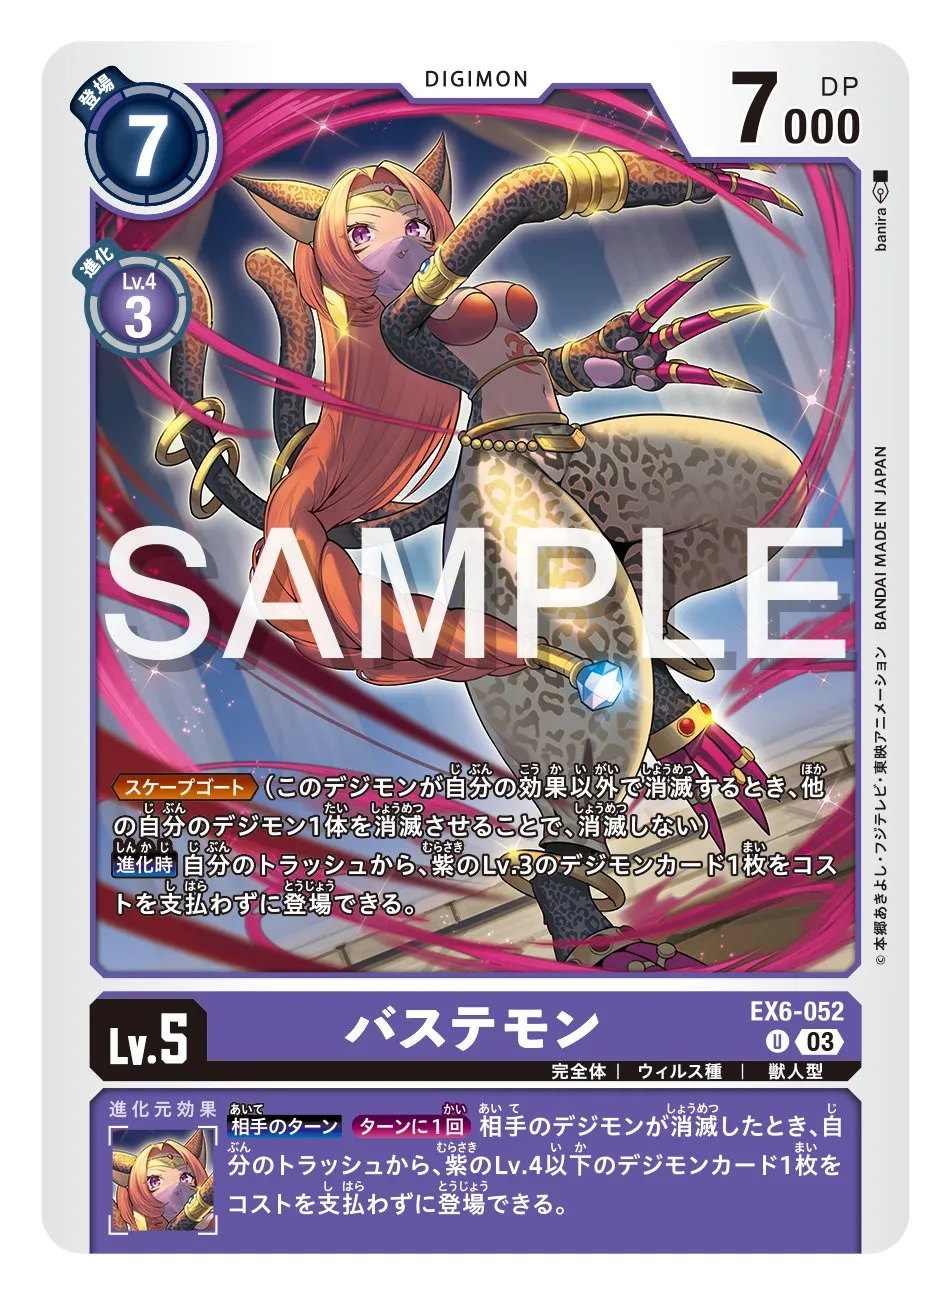 DIGIMON
登場
7
7000
DP
進化
Lv.4
3
banira
SAMPLE
スケープゴート (このデジモンが自分の効果以外で消滅するとき、他
の自分のデジモン1体を消滅させることで、消滅しない)
進化時 自分のトラッシュから、紫のLv.3のデジモンカード1枚をコス
トを支払わずに登場できる。
©本郷あきよし・フジテレビ・東映アニメーション BANDAI MADE IN JAPAN
Lv.5
バステモン
EX6-052
U 03
完全体 | ウィルス種 | 獣人型
進化元効果
相手のターン ターンに1回 相手のデジモンが消滅したとき、自
分のトラッシュから、紫のLv.4以下のデジモンカード1枚を
コストを支払わずに登場できる。